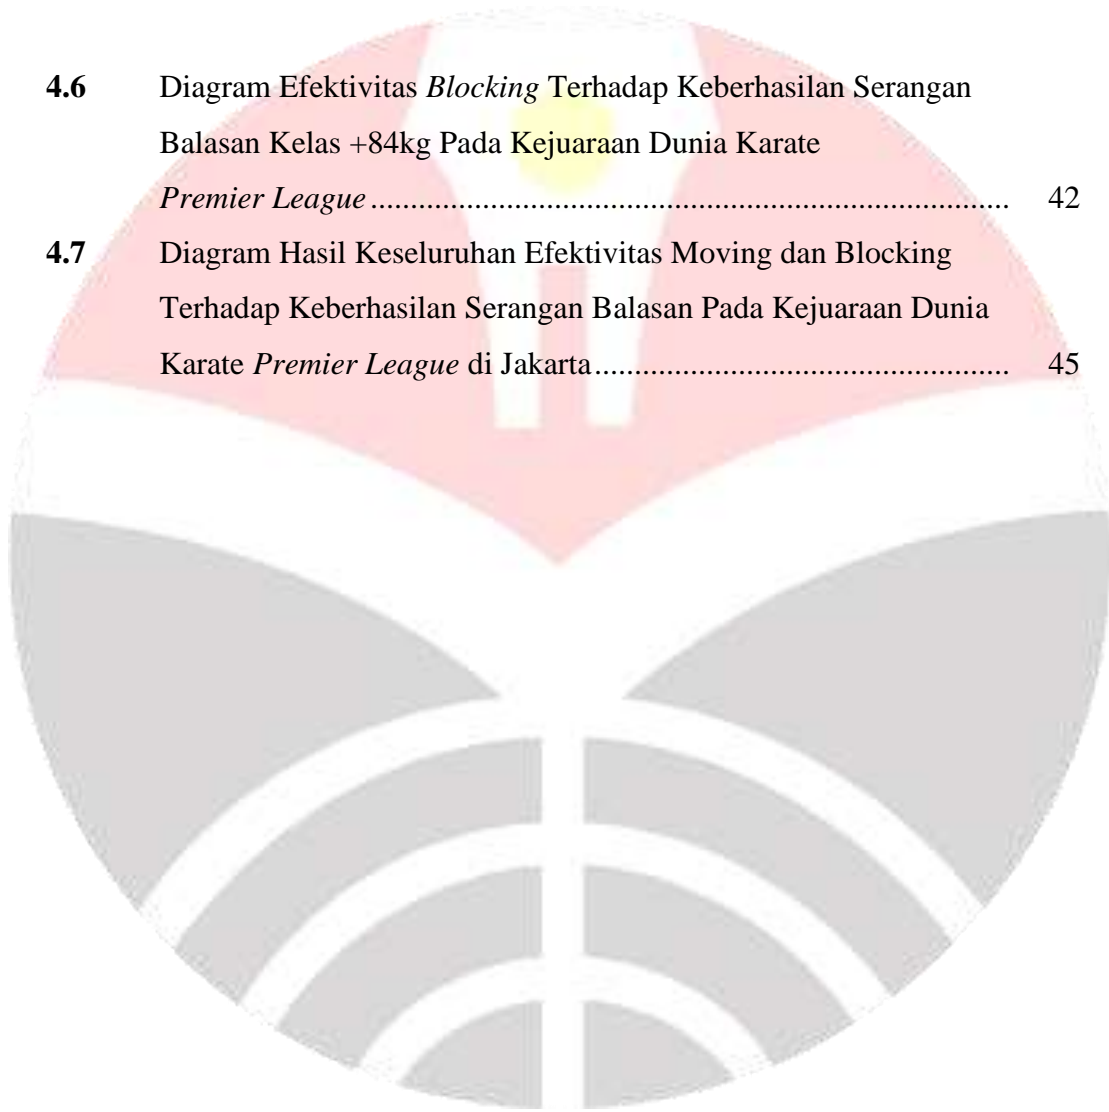 4.6 Diagram Efektivitas Blocking Terhadap Keberhasilan Serangan
Balasan Kelas +84kg Pada Kejuaraan Dunia Karate
Premier League ................................................................................ 42
4.7 Diagram Hasil Keseluruhan Efektivitas Moving dan Blocking
Terhadap Keberhasilan Serangan Balasan Pada Kejuaraan Dunia
Karate Premier League di Jakarta.................................................... 45